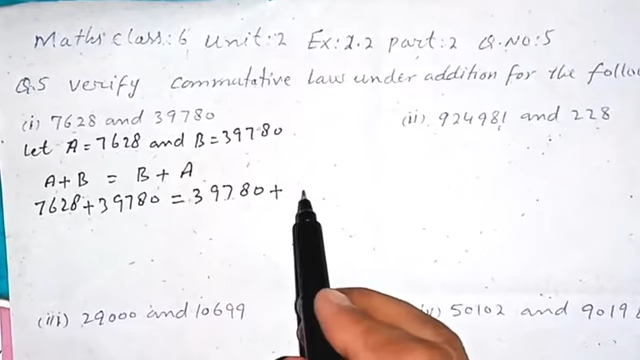 Maths class: 6 Unit: 2 Ex: 2.2 part: 2 Q.NO: 5
Q.5 verify commutative law under addition for the
(i) 7628 and 39780
(ii) 924981 and 228
Let A = 7628 and B = 39780
A + B = B + A
7628 + 39780 = 39780 +
(iii) 29000 and 10699
50102 and 9019